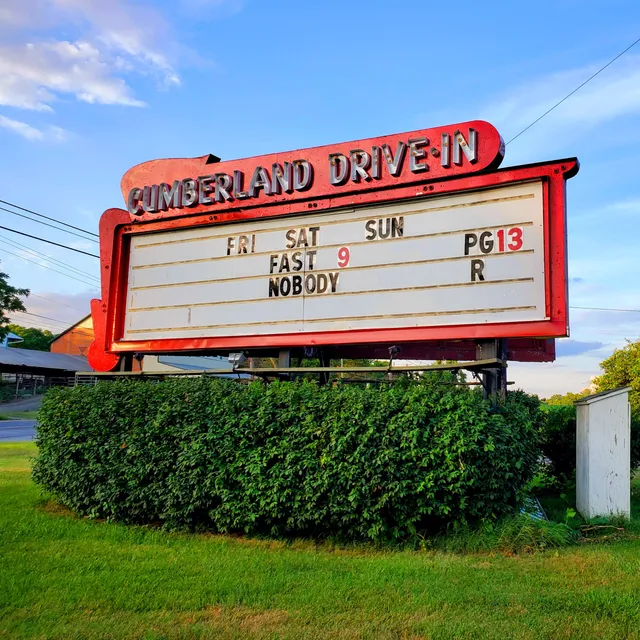 CUMBERLAND DRIVE-IN
FRI SAT SUN
FAST 9 PG13
NOBODY R